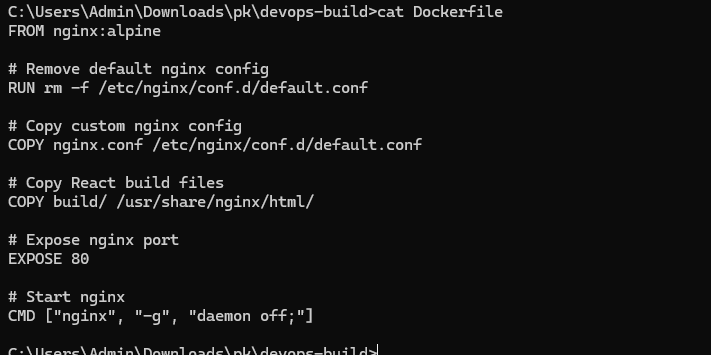 C:\Users\Admin\Downloads\pk\devops-build>cat Dockerfile
FROM nginx:alpine
# Remove default nginx config
RUN rm -f /etc/nginx/conf.d/default.conf
# Copy custom nginx config
COPY nginx.conf /etc/nginx/conf.d/default.conf
# Copy React build files
COPY build/ /usr/share/nginx/html/
# Expose nginx port
EXPOSE 80
# Start nginx
CMD ["nginx", "-g", "daemon off;"]
C:\Users\Admin\Downloads\pk\devops-build>